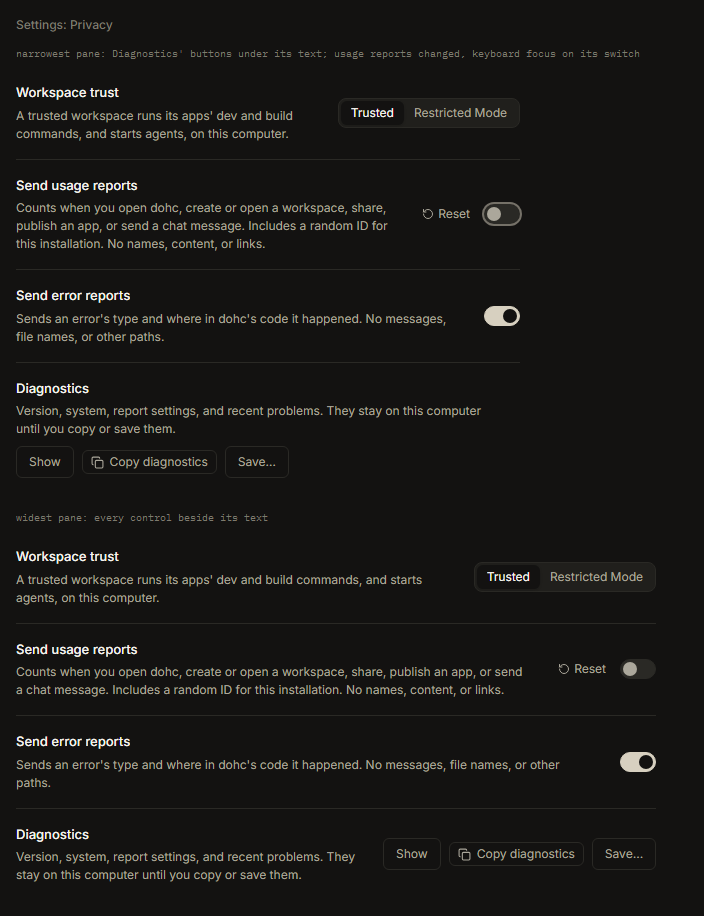 Settings: Privacy
narrowest pane: Diagnostics' buttons under its text; usage reports changed, keyboard focus on its switch
Workspace trust
A trusted workspace runs its apps' dev and build
commands, and starts agents, on this computer.
Trusted
Restricted Mode
Send usage reports
Counts when you open dohc, create or open a workspace, share,
publish an app, or send a chat message. Includes a random ID for
this installation. No names, content, or links.
Reset
Send error reports
Sends an error's type and where in dohc's code it happened. No messages,
file names, or other paths.
Diagnostics
Version, system, report settings, and recent problems. They stay on this computer
until you copy or save them.
Show
Copy diagnostics
Save...
widest pane: every control beside its text
Workspace trust
A trusted workspace runs its apps' dev and build commands, and starts
agents, on this computer.
Trusted
Restricted Mode
Send usage reports
Counts when you open dohc, create or open a workspace, share, publish an app, or send
a chat message. Includes a random ID for this installation. No names, content, or links.
Reset
Send error reports
Sends an error's type and where in dohc's code it happened. No messages, file names, or other
paths.
Diagnostics
Version, system, report settings, and recent problems. They
stay on this computer until you copy or save them.
Show
Copy diagnostics
Save...